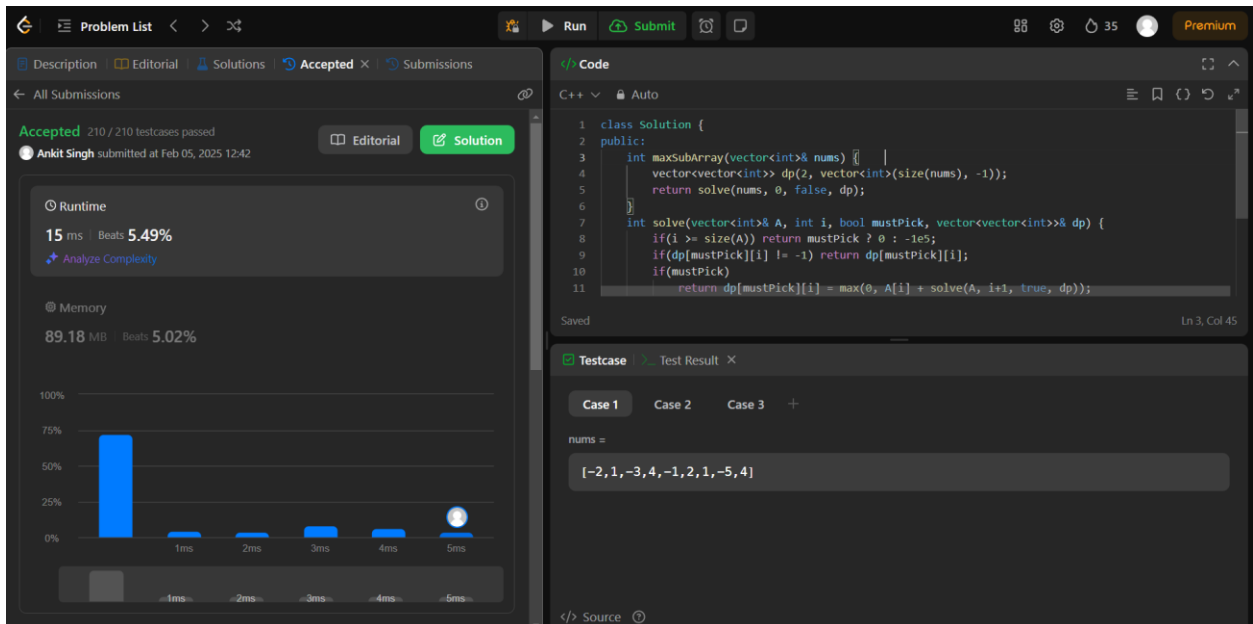 Problem List
Run
Submit
35
Premium
Description
Editorial
Solutions
Accepted
Submissions
All Submissions
Accepted 210 / 210 testcases passed
Ankit Singh submitted at Feb 05, 2025 12:42
Editorial
Solution
Runtime
15 ms Beats 5.49%
Analyze Complexity
Memory
89.18 MB Beats 5.02%
100%
75%
50%
25%
0%
1ms 2ms 3ms 4ms 5ms
1ms 2ms 3ms 4ms 5ms
</> Code
C++ Auto
1 class Solution {
2 public:
3 int maxSubArray(vector<int>& nums) {
4 vector<vector<int>> dp(2, vector<int>(size(nums), -1));
5 return solve(nums, 0, false, dp);
6 }
7 int solve(vector<int>& A, int i, bool mustPick, vector<vector<int>>& dp) {
8 if(i >= size(A)) return mustPick ? 0 : -1e5;
9 if(dp[mustPick][i] != -1) return dp[mustPick][i];
10 if(mustPick)
11 return dp[mustPick][i] = max(0, A[i] + solve(A, i+1, true, dp));
Saved
Ln 3, Col 45
Testcase
>_ Test Result
Case 1
Case 2
Case 3
+
nums =
[-2,1,-3,4,-1,2,1,-5,4]
</> Source